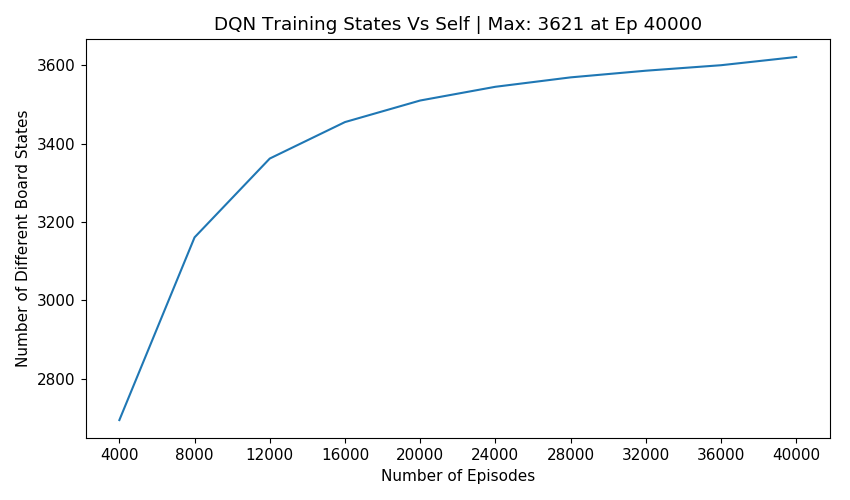 DQN Training States Vs Self | Max: 3621 at Ep 40000
Number of Different Board States
3600
3400
3200
3000
2800
4000 8000 12000 16000 20000 24000 28000 32000 36000 40000
Number of Episodes